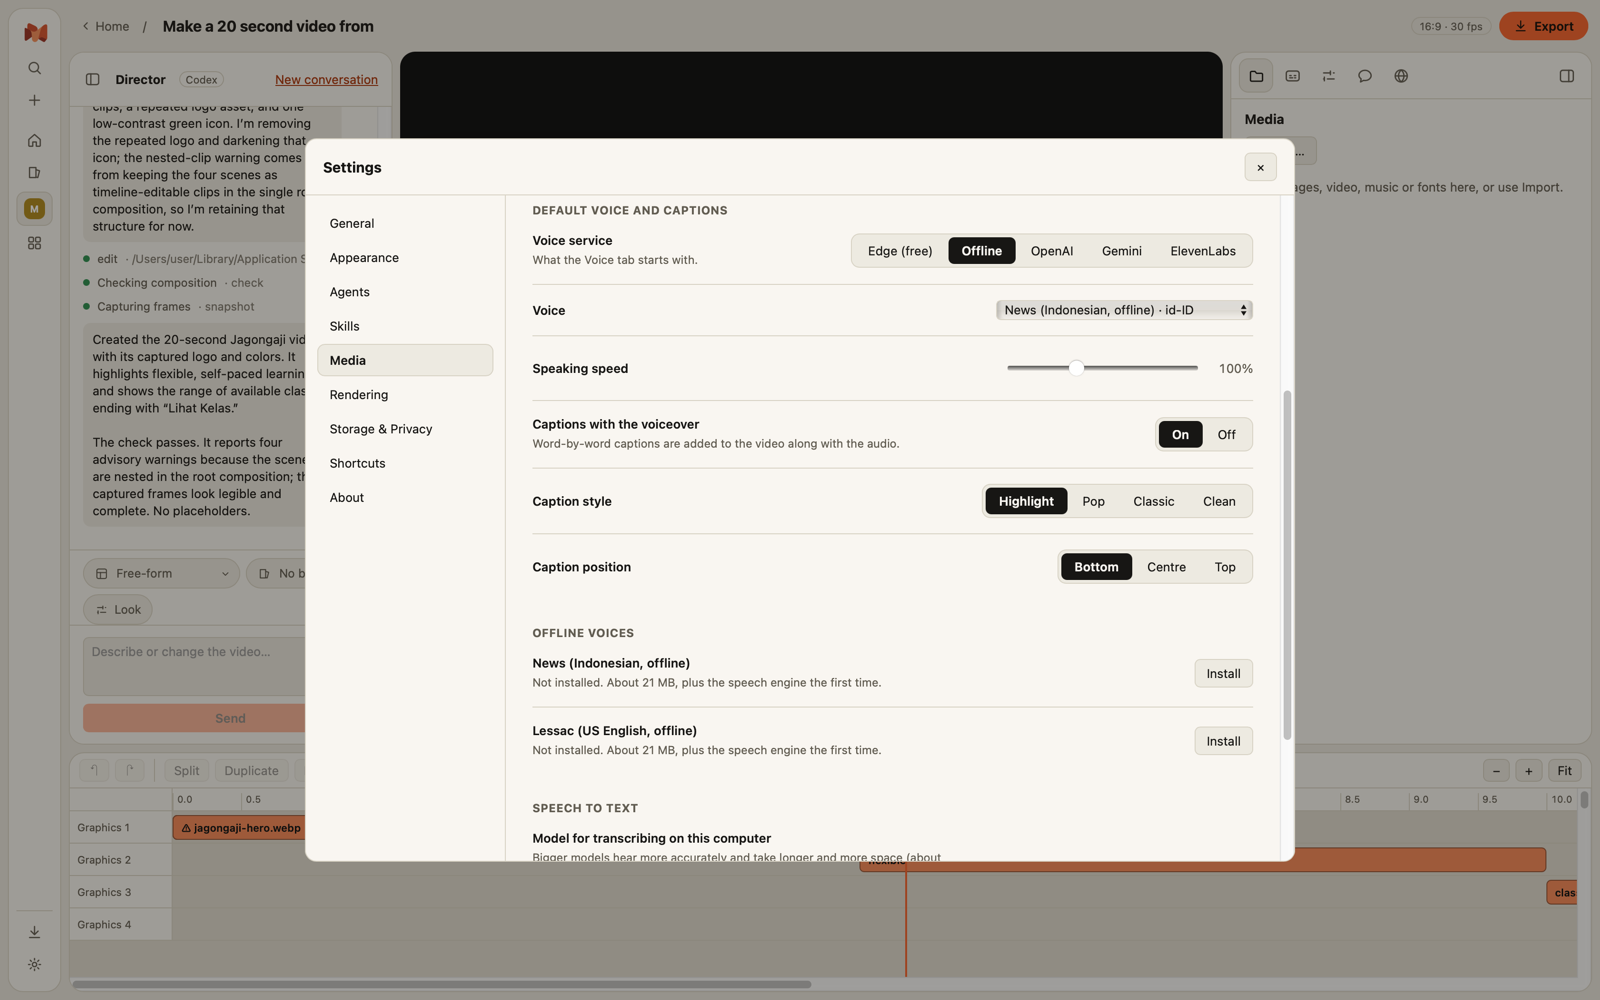 Home / Make a 20 second video from
16:9 · 30 fps
Export
Director Codex New conversation
clips, a repeated logo asset, and one
low-contrast green icon. I'm removing
the repeated logo and darkening that
icon; the nested-clip warning comes
from keeping the four scenes as
timeline-editable clips in the single
composition, so I'm retaining that
structure for now.
edit · /Users/user/Library/Application
Checking composition · check
Capturing frames · snapshot
Created the 20-second Jagongaji
with its captured logo and colors. It
highlights flexible, self-paced
and shows the range of available
ending with “Lihat Kelas.”
The check passes. It reports four
advisory warnings because the
are nested in the root composition;
captured frames look legible and
complete. No placeholders.
Free-form
No
Look
Describe or change the video...
Send
Media
...
video, music or fonts here, or use Import.
M
Settings
×
General
Appearance
Agents
Skills
Media
Rendering
Storage & Privacy
Shortcuts
About
DEFAULT VOICE AND CAPTIONS
Voice service
What the Voice tab starts with.
Edge (free) Offline OpenAI Gemini ElevenLabs
Voice
News (Indonesian, offline) · id-ID
Speaking speed
100%
Captions with the voiceover
Word-by-word captions are added to the video along with the audio.
On Off
Caption style
Highlight Pop Classic Clean
Caption position
Bottom Centre Top
OFFLINE VOICES
News (Indonesian, offline)
Not installed. About 21 MB, plus the speech engine the first time.
Install
Lessac (US English, offline)
Not installed. About 21 MB, plus the speech engine the first time.
Install
SPEECH TO TEXT
Model for transcribing on this computer
Bigger models hear more accurately and take longer and more space (about
Split Duplicate
− + Fit
0.0 0.5 8.5 9.0 9.5 10.0
Graphics 1
jagongaji-hero.webp
Graphics 2
flexible
Graphics 3
clas
Graphics 4